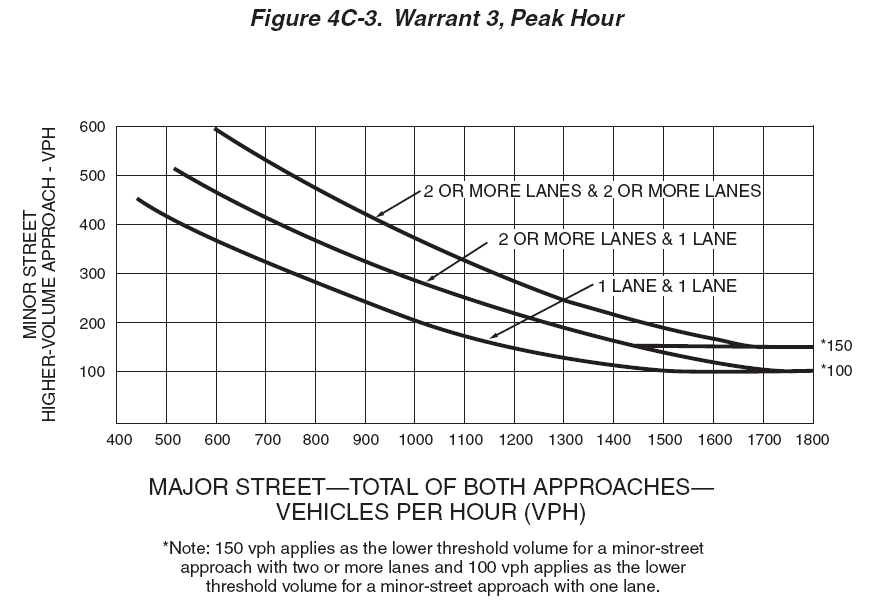 Figure 4C-3. Warrant 3, Peak Hour
MINOR STREET
HIGHER-VOLUME APPROACH - VPH
600
500
400
300
200
100
2 OR MORE LANES & 2 OR MORE LANES
2 OR MORE LANES & 1 LANE
1 LANE & 1 LANE
*150
*100
400 500 600 700 800 900 1000 1100 1200 1300 1400 1500 1600 1700 1800
MAJOR STREET—TOTAL OF BOTH APPROACHES—
VEHICLES PER HOUR (VPH)
*Note: 150 vph applies as the lower threshold volume for a minor-street
approach with two or more lanes and 100 vph applies as the lower
threshold volume for a minor-street approach with one lane.